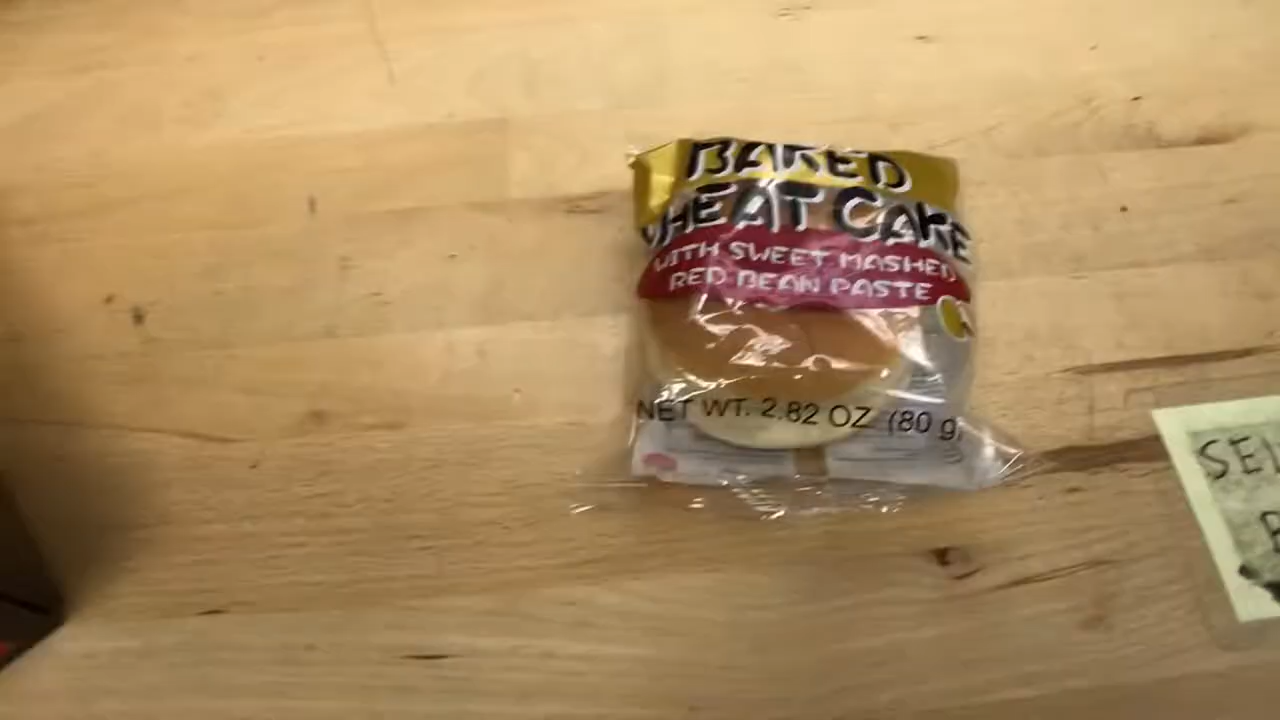 BAKED
WHEAT CAKE
WITH SWEET MASHED
RED BEAN PASTE
NET WT. 2.82 OZ (80 g)